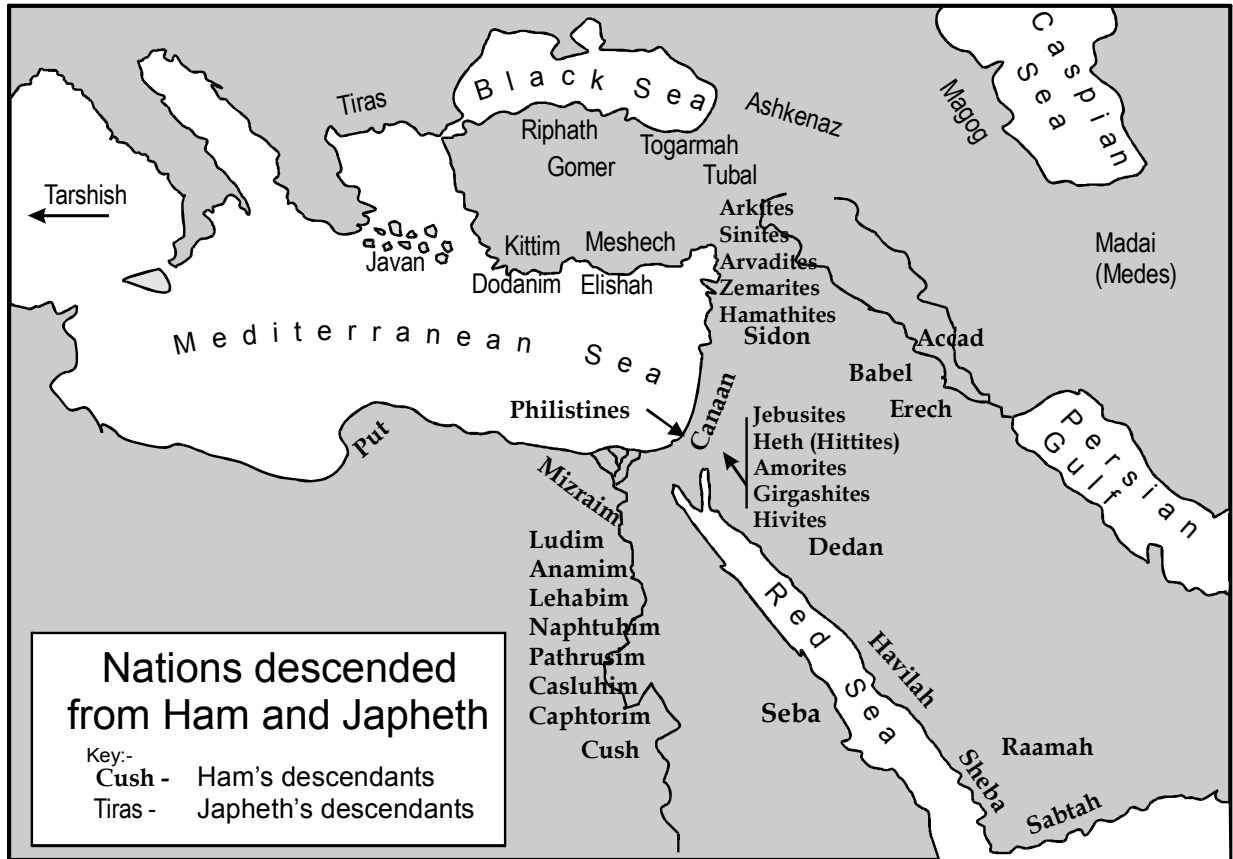 Black Sea
Caspian
Sea
Tiras
Ashkenaz
Magog
Riphath
Togarmah
Gomer
Tubal
Tarshish
Arkites
Sinites
Arvadites
Zemarites
Hamathites
Kittim
Meshech
Javan
Dodanim
Elishah
Madai
(Medes)
Mediterranean Sea
Sidon
Accad
Babel
Erech
Philistines
Canaan
Jebusites
Heth (Hittites)
Amorites
Girgashites
Hivites
Persian
Gulf
Put
Mizraim
Dedan
Ludim
Anamim
Lehabim
Naphtuhim
Pathrusim
Casluhim
Caphtorim
Cush
Red Sea
Havilah
Seba
Sheba
Raamah
Sabtah
Nations descended
from Ham and Japheth
Key:-
Cush - Ham's descendants
Tiras - Japheth's descendants